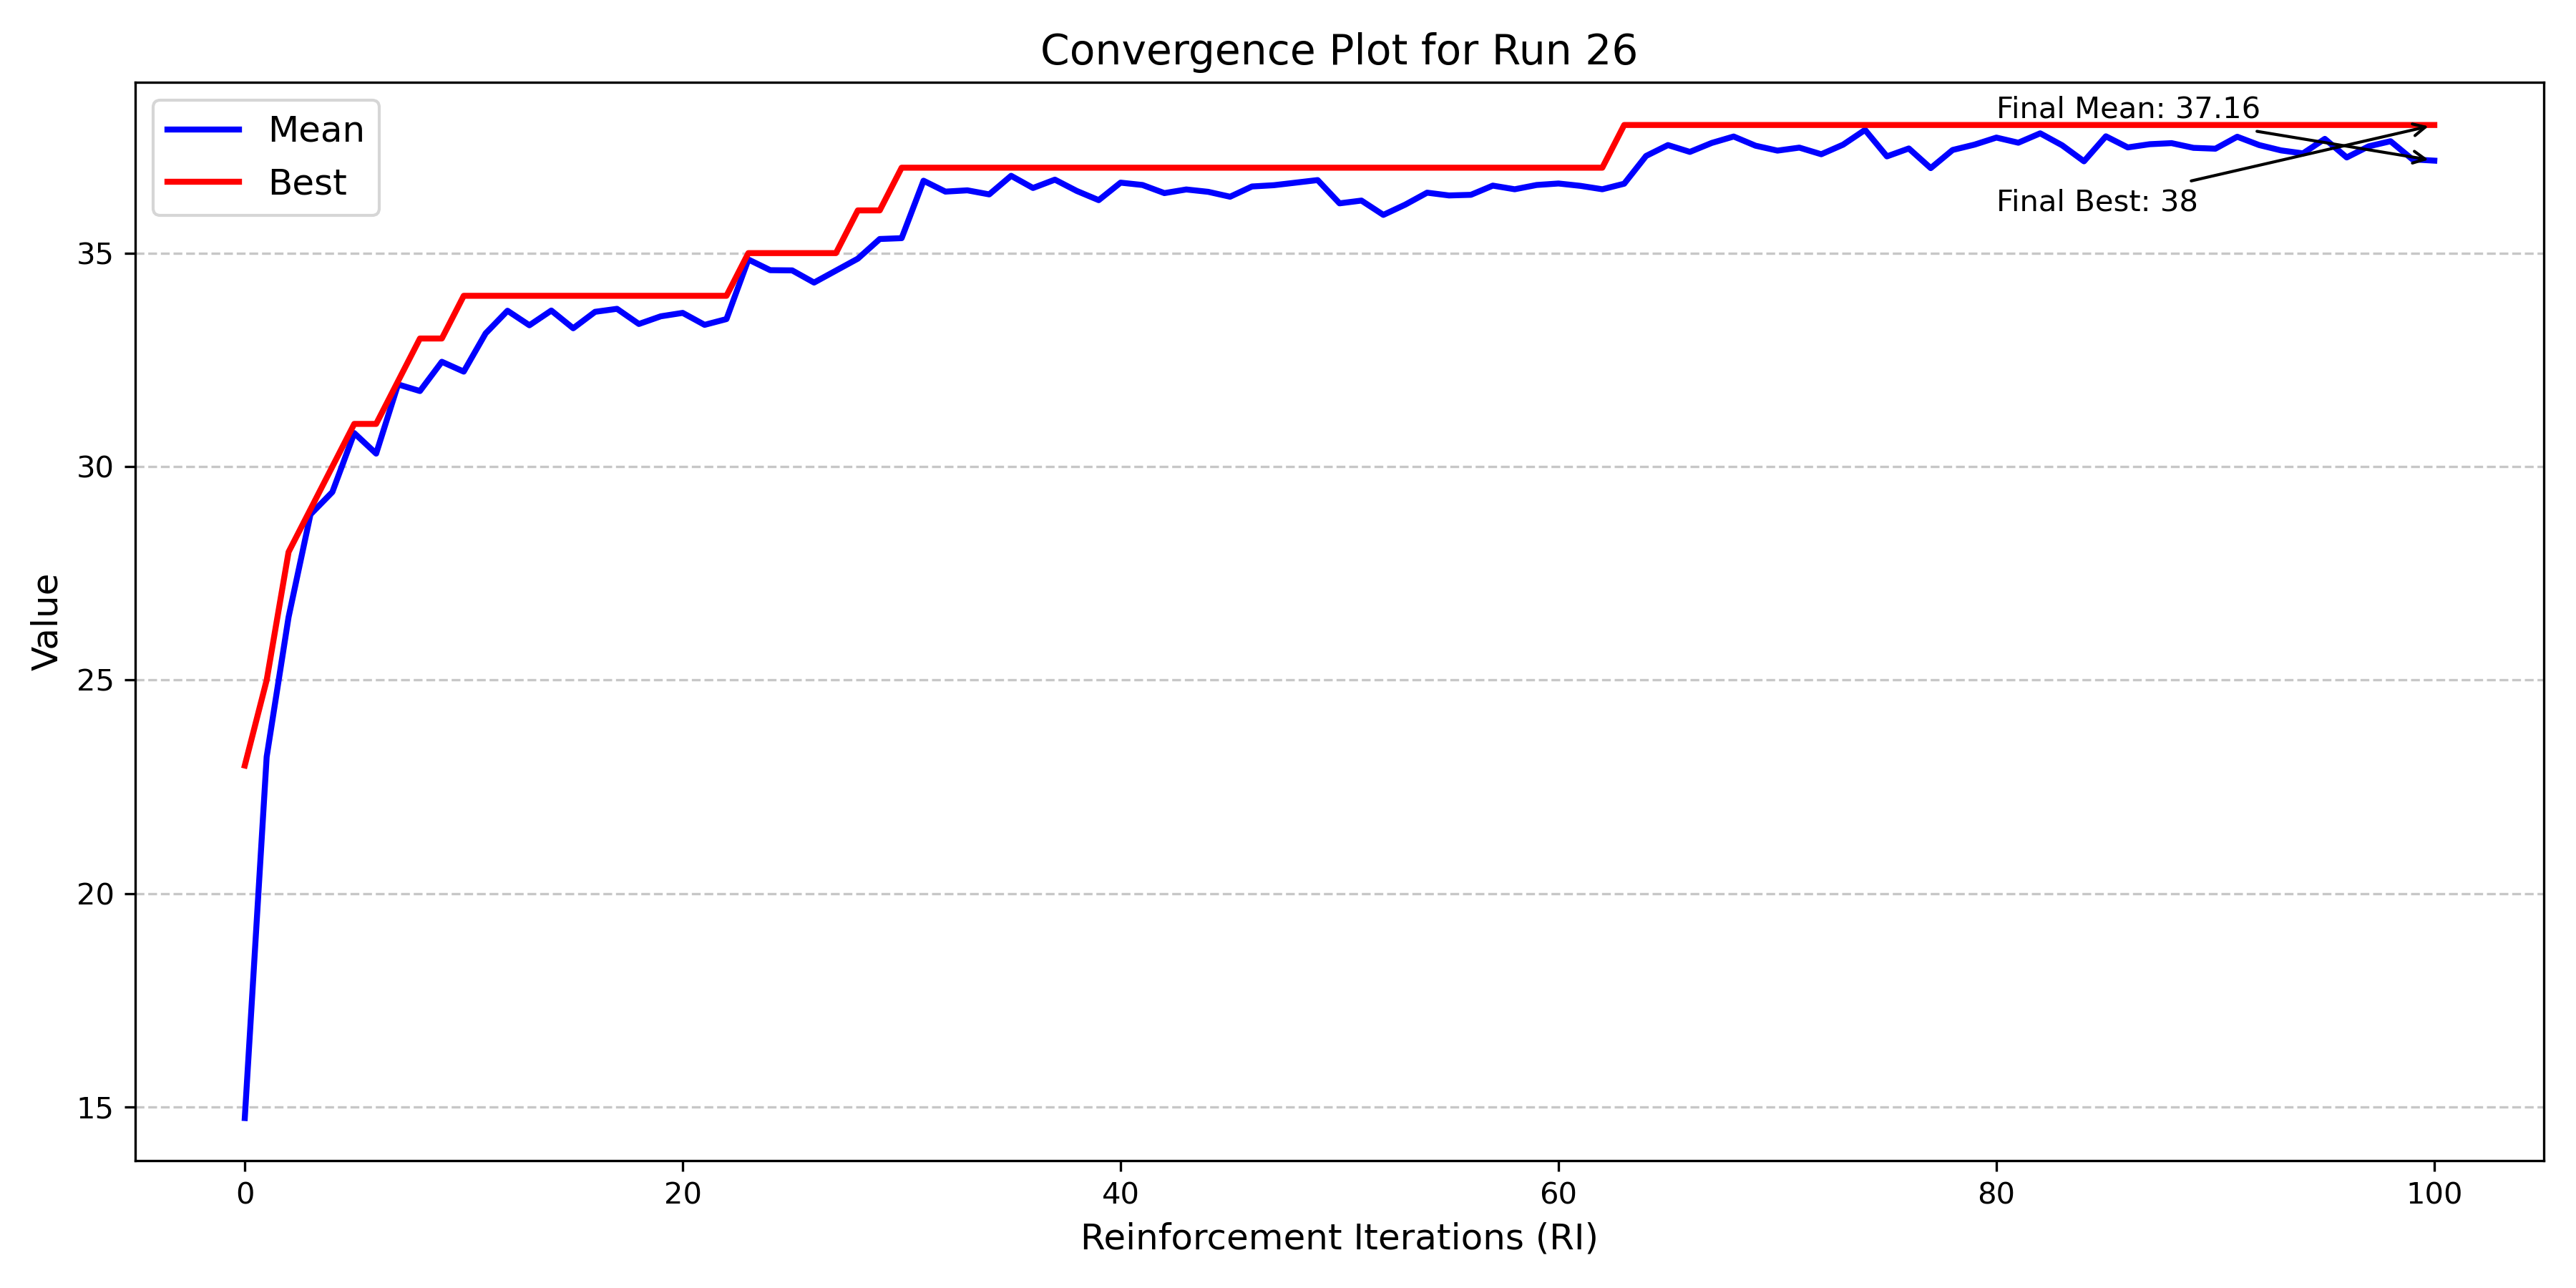 Convergence Plot for Run 26
Mean
Best
Final Mean: 37.16
Final Best: 38
Value
35
30
25
20
15
0 20 40 60 80 100
Reinforcement Iterations (RI)